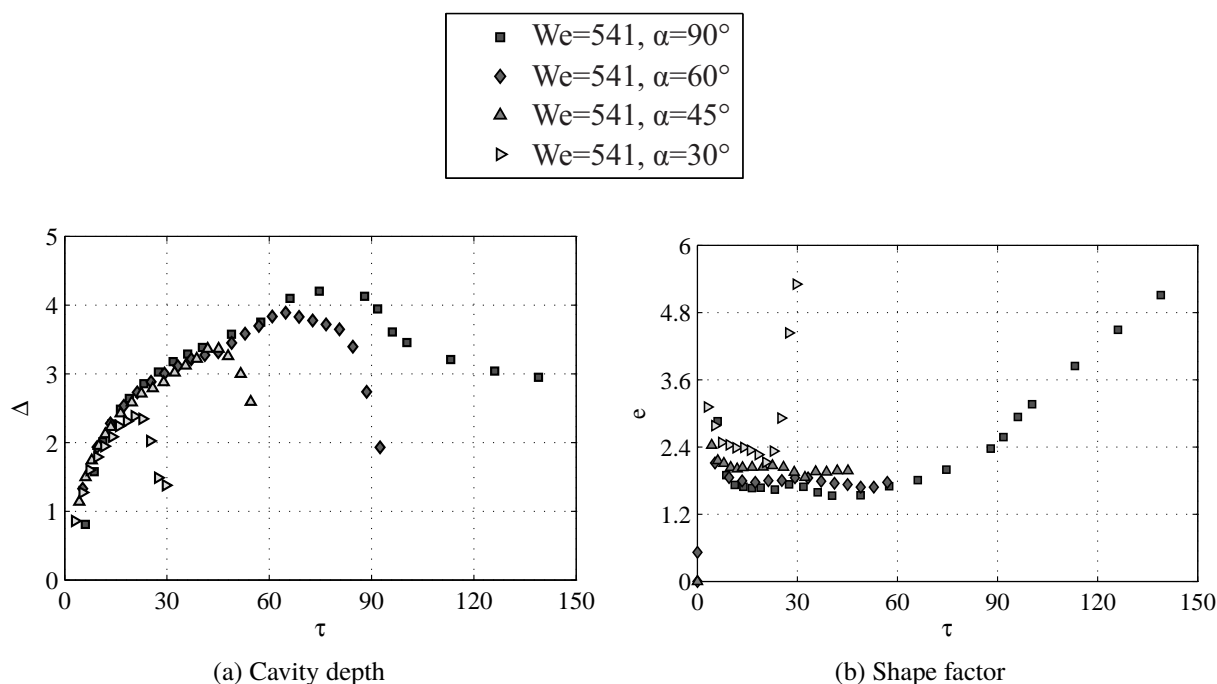 We=541, α=90°
We=541, α=60°
We=541, α=45°
We=541, α=30°
5
4
3
2
1
0
Δ
0 30 60 90 120 150
τ
(a) Cavity depth
6
4.8
3.6
2.4
1.2
0
e
0 30 60 90 120 150
τ
(b) Shape factor